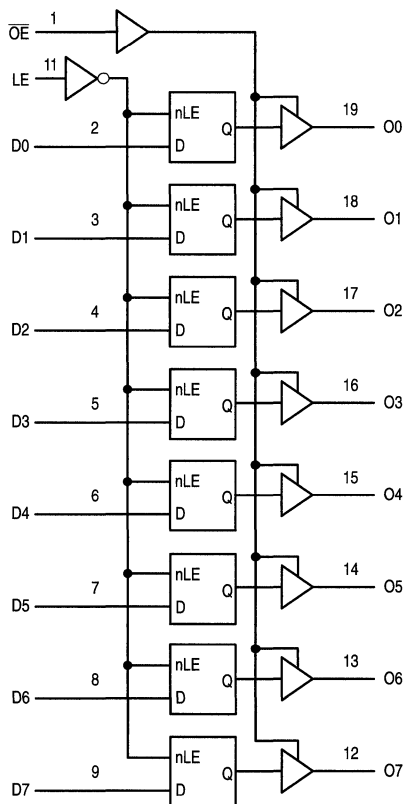 1
OE
11
LE
2
nLE
D0
D
Q
19
O0
3
nLE
D1
D
Q
18
O1
4
nLE
D2
D
Q
17
O2
5
nLE
D3
D
Q
16
O3
6
nLE
D4
D
Q
15
O4
7
nLE
D5
D
Q
14
O5
8
nLE
D6
D
Q
13
O6
9
nLE
D7
D
Q
12
O7